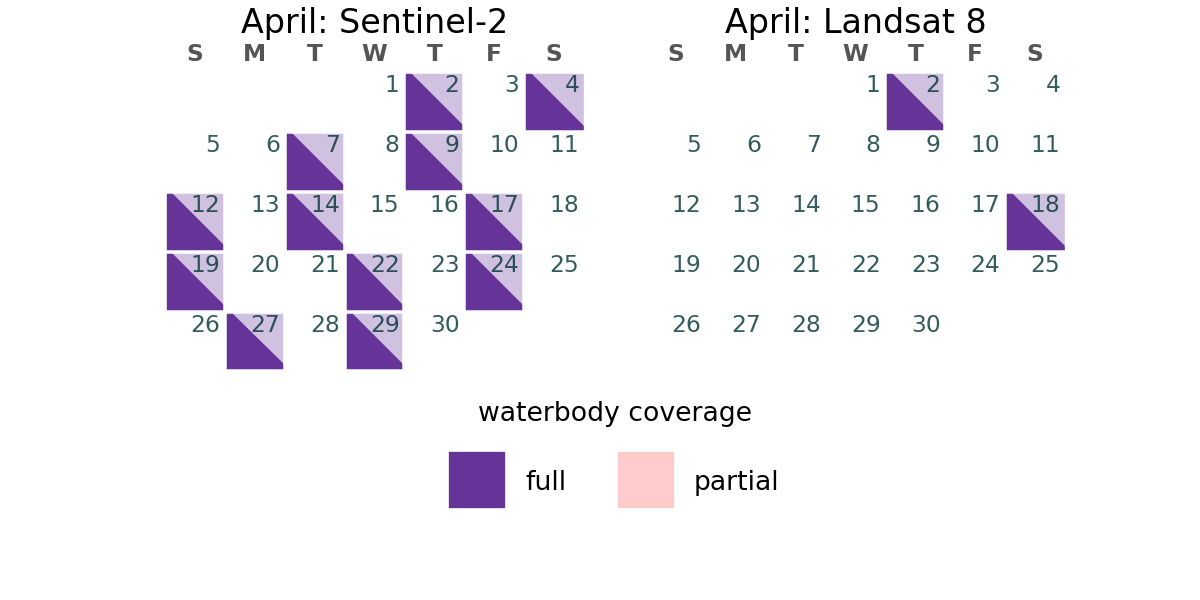 April: Sentinel-2
S M T W T F S
1 2 3 4
5 6 7 8 9 10 11
12 13 14 15 16 17 18
19 20 21 22 23 24 25
26 27 28 29 30
April: Landsat 8
S M T W T F S
1 2 3 4
5 6 7 8 9 10 11
12 13 14 15 16 17 18
19 20 21 22 23 24 25
26 27 28 29 30
waterbody coverage
full partial